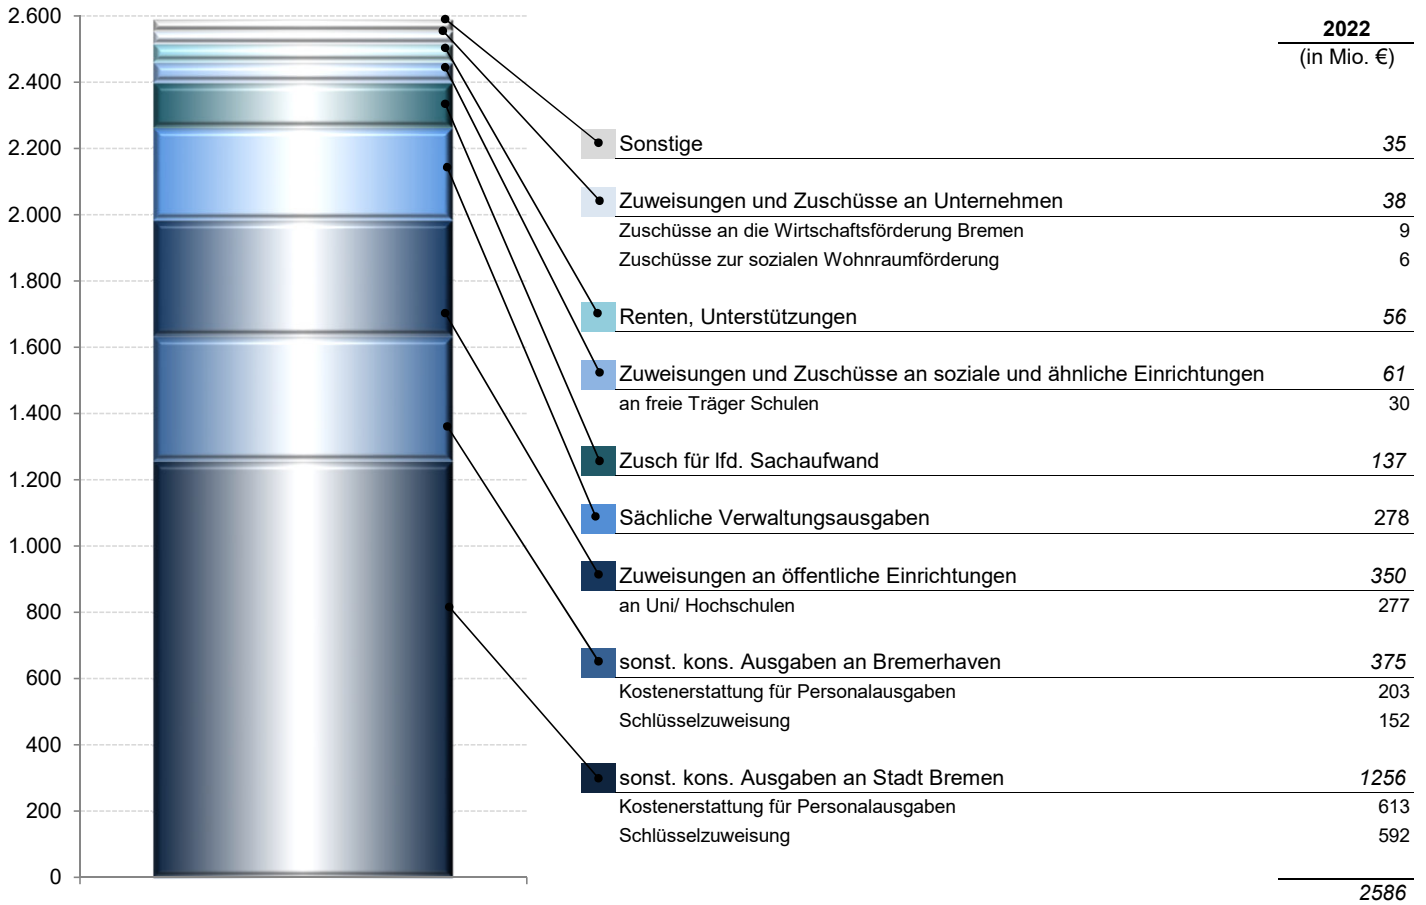 2.600
2.400
2.200
2.000
1.800
1.600
1.400
1.200
1.000
800
600
400
200
0
2022
(in Mio. €)
Sonstige 35
Zuweisungen und Zuschüsse an Unternehmen 38
Zuschüsse an die Wirtschaftsförderung Bremen 9
Zuschüsse zur sozialen Wohnraumförderung 6
Renten, Unterstützungen 56
Zuweisungen und Zuschüsse an soziale und ähnliche Einrichtungen 61
an freie Träger Schulen 30
Zusch für lfd. Sachaufwand 137
Sächliche Verwaltungsausgaben 278
Zuweisungen an öffentliche Einrichtungen 350
an Uni/ Hochschulen 277
sonst. kons. Ausgaben an Bremerhaven 375
Kostenerstattung für Personalausgaben 203
Schlüsselzuweisung 152
sonst. kons. Ausgaben an Stadt Bremen 1256
Kostenerstattung für Personalausgaben 613
Schlüsselzuweisung 592
2586